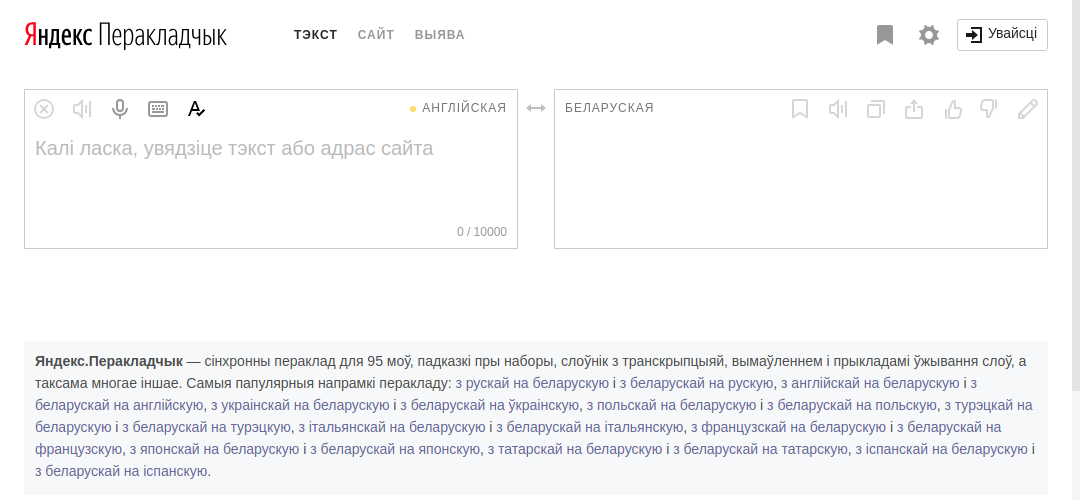 Яндекс Перакладчык
ТЭКСТ САЙТ ВЫЯВА
Увайсці
АНГЛІЙСКАЯ
БЕЛАРУСКАЯ
Калі ласка, увядзіце тэкст або адрас сайта
0 / 10000
Яндекс.Перакладчык — сінхронны пераклад для 95 моў, падказкі пры наборы, слоўнік з транскрыпцыяй, вымаўленнем і прыкладамі ўжывання слоў, а
таксама многае іншае. Самыя папулярныя напрамкі перакладу: з рускай на беларускую і з беларускай на рускую, з англійскай на беларускую і з
беларускай на англійскую, з украінскай на беларускую і з беларускай на ўкраінскую, з польскай на беларускую і з беларускай на польскую, з турэцкай на
беларускую і з беларускай на турэцкую, з італьянскай на беларускую і з беларускай на італьянскую, з французскай на беларускую і з беларускай на
французскую, з японскай на беларускую і з беларускай на японскую, з татарскай на беларускую і з беларускай на татарскую, з іспанскай на беларускую і
з беларускай на іспанскую.